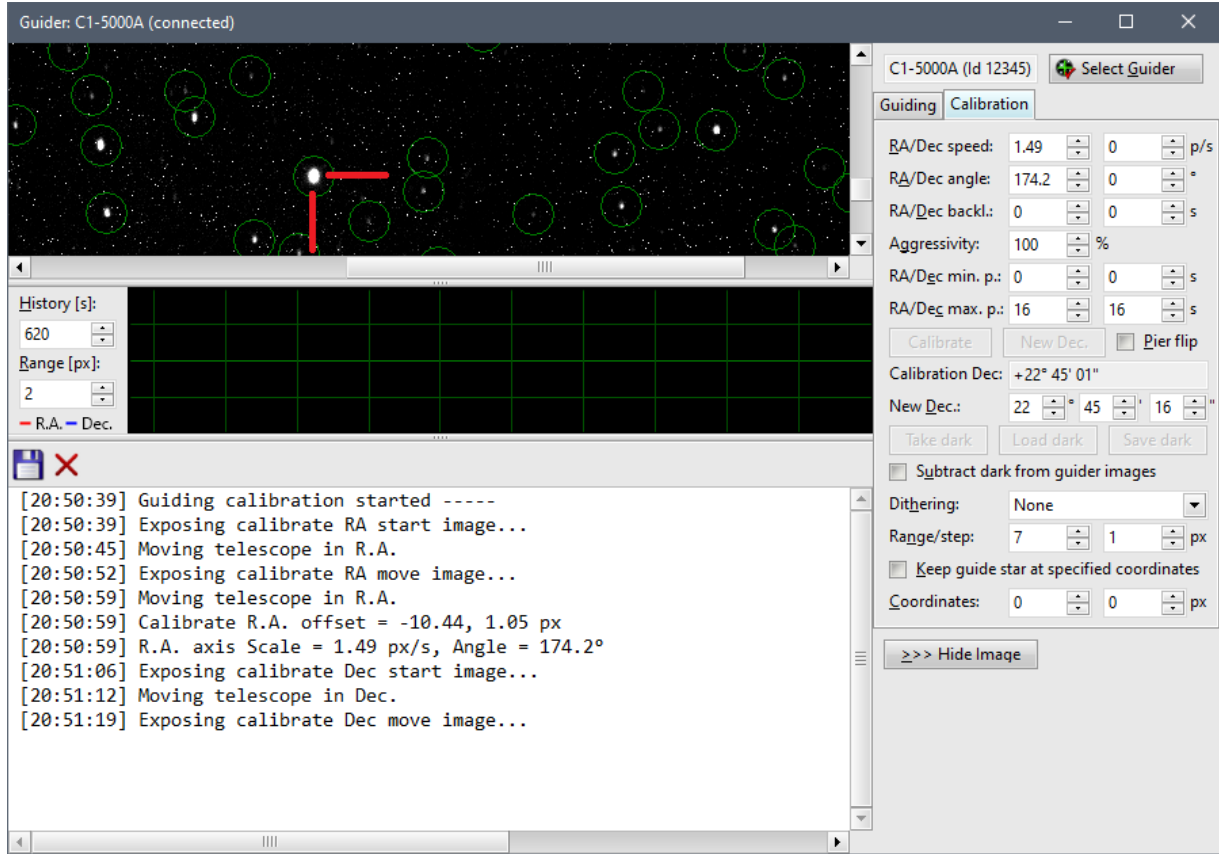 Guider: C1-5000A (connected)
C1-5000A (Id 12345) Select Guider
Guiding Calibration
RA/Dec speed: 1.49 0 p/s
RA/Dec angle: 174.2 0 °
RA/Dec backl.: 0 0 s
Aggressivity: 100 %
RA/Dec min. p.: 0 0 s
RA/Dec max. p.: 16 16 s
Calibrate New Dec. Pier flip
Calibration Dec: +22° 45' 01"
New Dec.: 22 ° 45 ' 16 "
Take dark Load dark Save dark
Subtract dark from guider images
Dithering: None
Range/step: 7 1 px
Keep guide star at specified coordinates
Coordinates: 0 0 px
>>> Hide Image
History [s]:
620
Range [px]:
2
R.A. Dec.
[20:50:39] Guiding calibration started -----
[20:50:39] Exposing calibrate RA start image...
[20:50:45] Moving telescope in R.A.
[20:50:52] Exposing calibrate RA move image...
[20:50:59] Moving telescope in R.A.
[20:50:59] Calibrate R.A. offset = -10.44, 1.05 px
[20:50:59] R.A. axis Scale = 1.49 px/s, Angle = 174.2°
[20:51:06] Exposing calibrate Dec start image...
[20:51:12] Moving telescope in Dec.
[20:51:19] Exposing calibrate Dec move image...